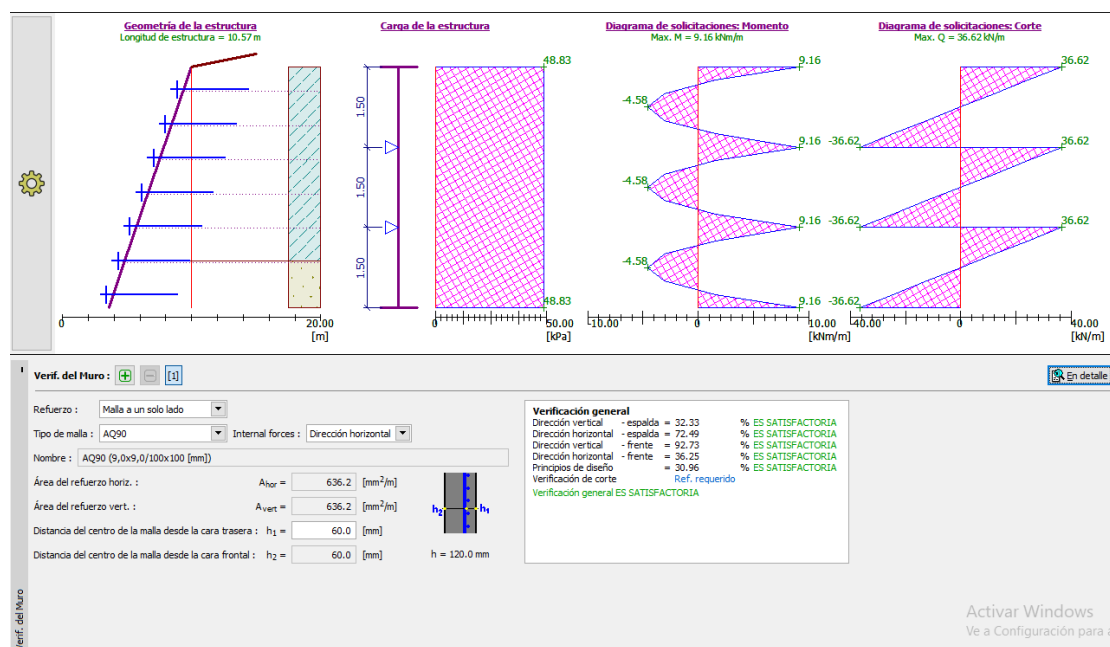 Geometría de la estructura
Longitud de estructura = 10.57 m
0
20.00
[m]
Carga de la estructura
48.83
1.50
1.50
1.50
48.83
0
50.00
[kPa]
Diagrama de solicitaciones: Momento
Max. M = 9.16 kNm/m
9.16
-4.58
9.16
-4.58
9.16
-4.58
9.16
-10.00
0
10.00
[kNm/m]
Diagrama de solicitaciones: Corte
Max. Q = 36.62 kN/m
36.62
-36.62
36.62
-36.62
36.62
-36.62
-40.00
0
40.00
[kN/m]
Verif. del Muro : [1]
En detalle
Refuerzo : Malla a un solo lado
Tipo de malla : AQ90 Internal forces : Dirección horizontal
Nombre : AQ90 (9,0x9,0/100x100 [mm])
Área del refuerzo horiz. : Ahor = 636.2 [mm²/m]
Área del refuerzo vert. : Avert = 636.2 [mm²/m]
Distancia del centro de la malla desde la cara trasera : h1 = 60.0 [mm]
Distancia del centro de la malla desde la cara frontal : h2 = 60.0 [mm]
h2 h1
h = 120.0 mm
Verificación general
Dirección vertical - espalda = 32.33 % ES SATISFACTORIA
Dirección horizontal - espalda = 72.49 % ES SATISFACTORIA
Dirección vertical - frente = 92.73 % ES SATISFACTORIA
Dirección horizontal - frente = 36.25 % ES SATISFACTORIA
Principios de diseño = 30.96 % ES SATISFACTORIA
Verificación de corte Ref. requerido
Verificación general ES SATISFACTORIA
Verif. del Muro
Activar Windows
Ve a Configuración para a